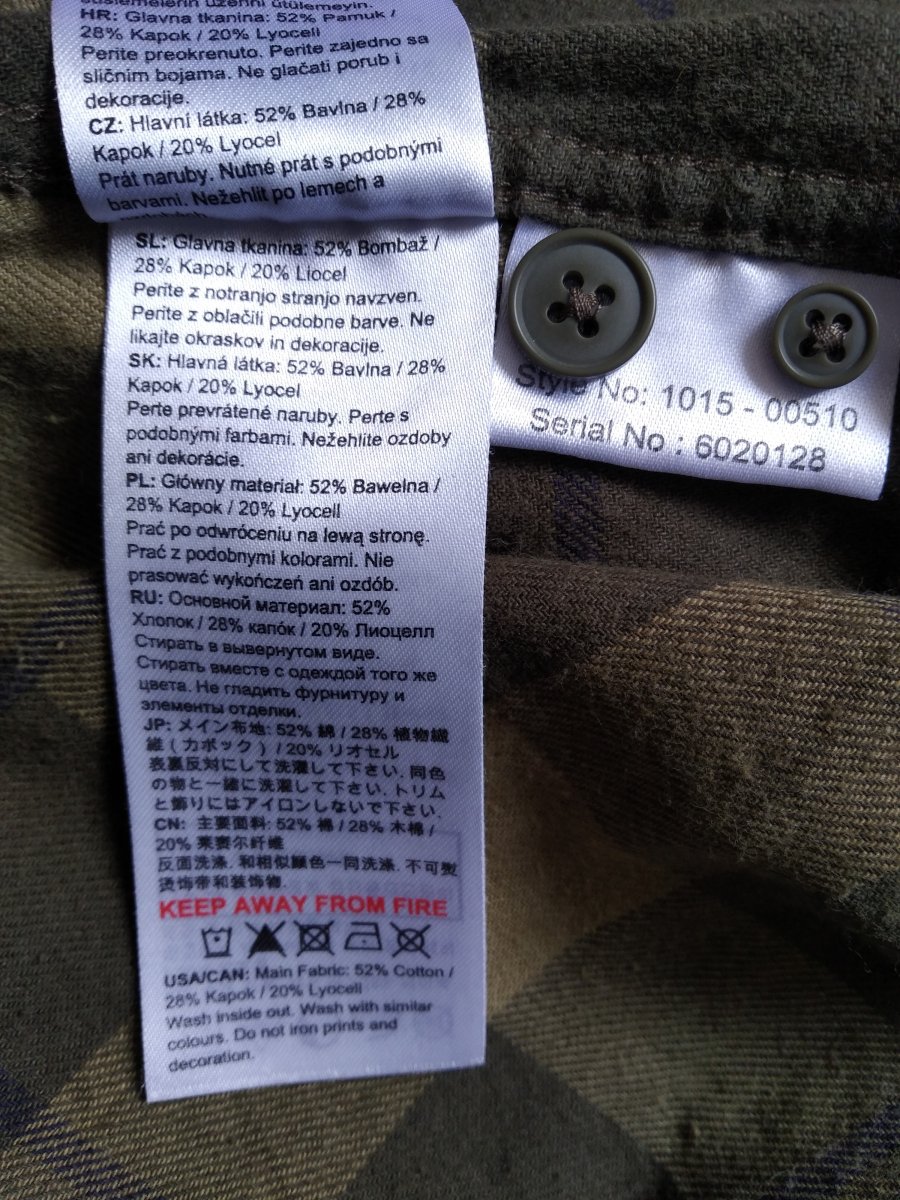 süslemelerin üzerini ütülemeyin.
HR: Glavna tkanina: 52% Pamuk /
28% Kapok / 20% Lyocell
Perite preokrenuto. Perite zajedno sa
sličnim bojama. Ne glačati porub i
dekoracije.
CZ: Hlavní látka: 52% Bavlna / 28%
Kapok / 20% Lyocel
Prát naruby. Nutné prát s podobnými
barvami. Nežehlit po lemech a
SL: Glavna tkanina: 52% Bombaž /
28% Kapok / 20% Liocel
Perite z notranjo stranjo navzven.
Perite z oblačili podobne barve. Ne
likajte okraskov in dekoracije.
SK: Hlavná látka: 52% Bavlna / 28%
Kapok / 20% Lyocel
Perte prevrátené naruby. Perte s
podobnými farbami. Nežehlite ozdoby
ani dekorácie.
PL: Główny materiał: 52% Bawełna /
28% Kapok / 20% Lyocell
Prać po odwróceniu na lewą stronę.
Prać z podobnymi kolorami. Nie
prasować wykończeń ani ozdób.
RU: Основной материал: 52%
Хлопок / 28% капóк / 20% Лиоцелл
Стирать в вывернутом виде.
Стирать вместе с одеждой того же
цвета. Не гладить фурнитуру и
элементы отделки.
JP: メイン布地: 52% 綿 / 28% 植物繊
維 ( カポック ) / 20% リオセル
表裏反対にして洗濯して下さい. 同色
の物と一緒に洗濯して下さい. トリム
と飾りにはアイロンしないで下さい.
CN: 主要面料: 52% 棉 / 28% 木棉 /
20% 莱赛尔纤维
反面洗涤. 和相似颜色一同洗涤. 不可熨
烫饰带和装饰物.
KEEP AWAY FROM FIRE
USA/CAN: Main Fabric: 52% Cotton /
28% Kapok / 20% Lyocell
Wash inside out. Wash with similar
colours. Do not iron prints and
decoration.
Style No: 1015 - 00510
Serial No : 6020128